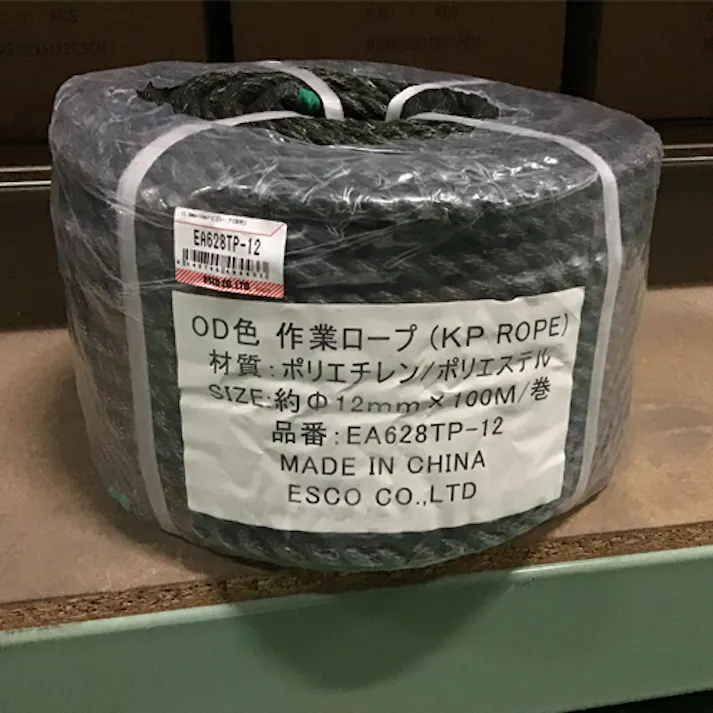 EA628TP-12
ESCO CO.,LTD.
OD色 作業ロープ (KP ROPE)
材質:ポリエチレン/ポリエステル
SIZE:約Φ12mm×100M/巻
品番:EA628TP-12
MADE IN CHINA
ESCO CO.,LTD